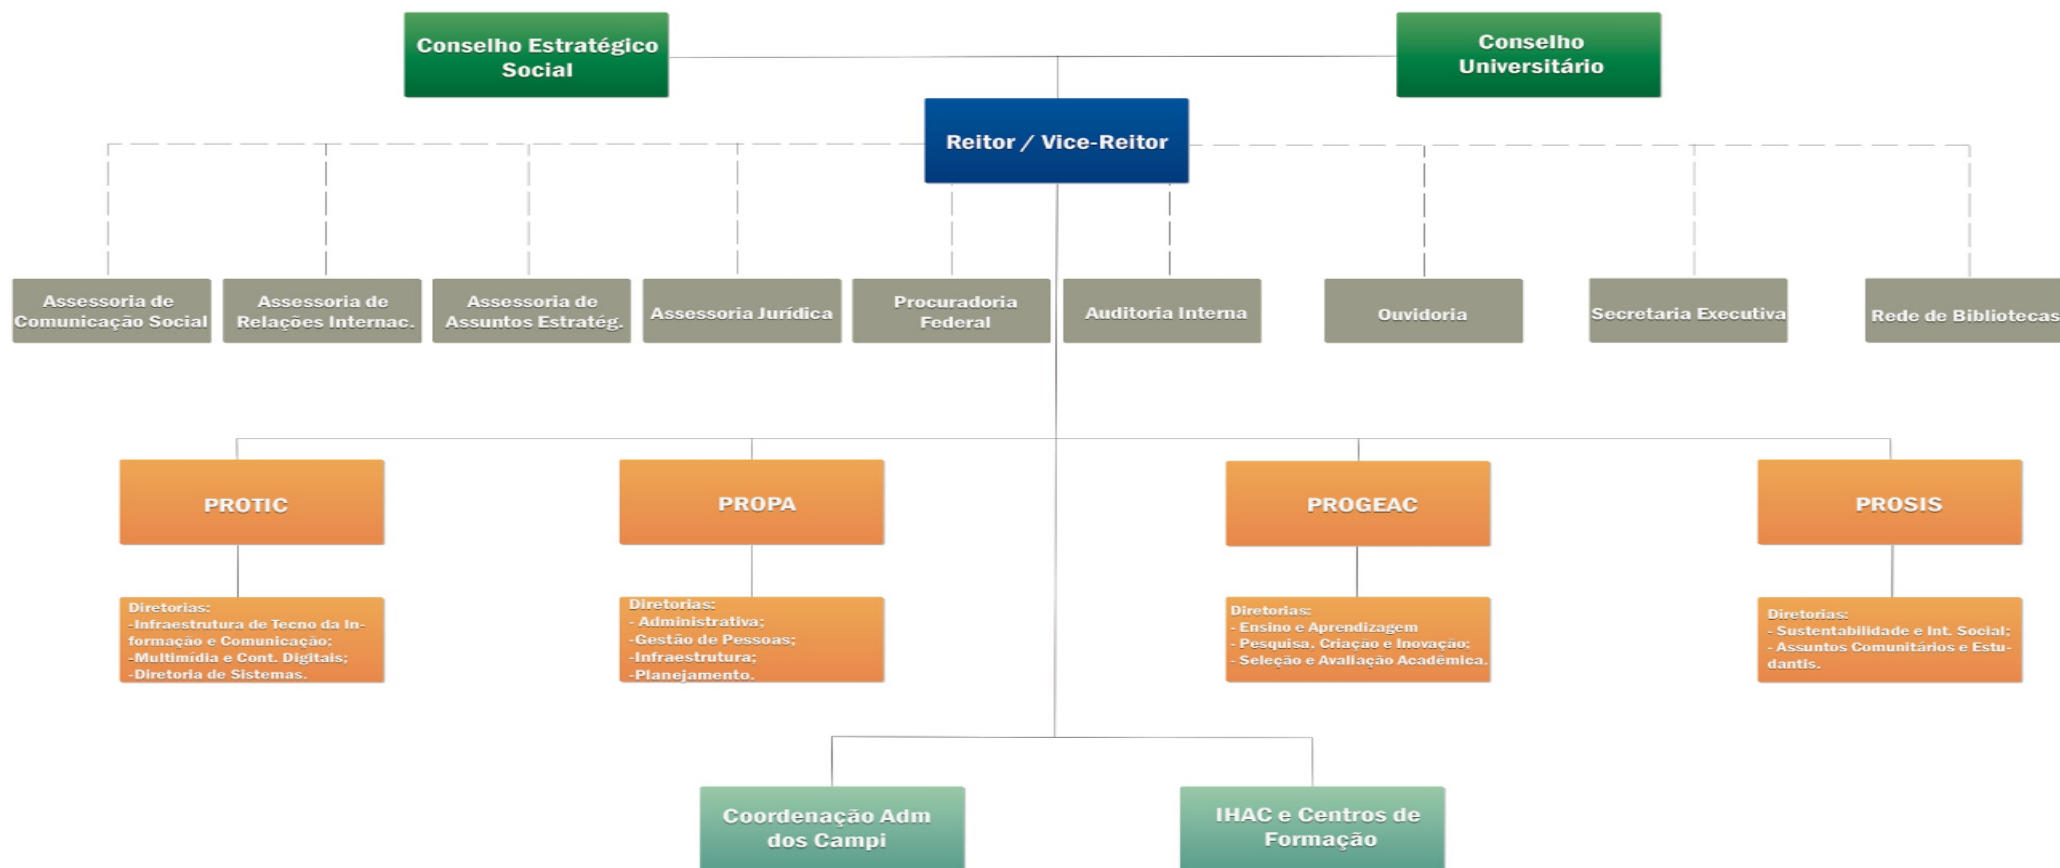 Conselho Estratégico
Social
Conselho
Universitário
Reitor / Vice-Reitor
Assessoria de
Comunicação Social
Assessoria de
Relações Internac.
Assessoria de
Assuntos Estratég.
Assessoria Jurídica
Procuradoria
Federal
Auditoria Interna
Ouvidoria
Secretaria Executiva
Rede de Bibliotecas
PROTIC
PROPA
PROGEAC
PROSIS
Diretorias:
-Infraestrutura de Tecno da In-
formação e Comunicação;
-Multimídia e Cont. Digitais;
-Diretoria de Sistemas.
Diretorias:
- Administrativa;
-Gestão de Pessoas;
-Infraestrutura;
-Planejamento.
Diretorias:
- Ensino e Aprendizagem
- Pesquisa, Criação e Inovação;
- Seleção e Avaliação Acadêmica.
Diretorias:
- Sustentabilidade e Int. Social;
- Assuntos Comunitários e Estu-
dantis.
Coordenação Adm
dos Campi
IHAC e Centros de
Formação